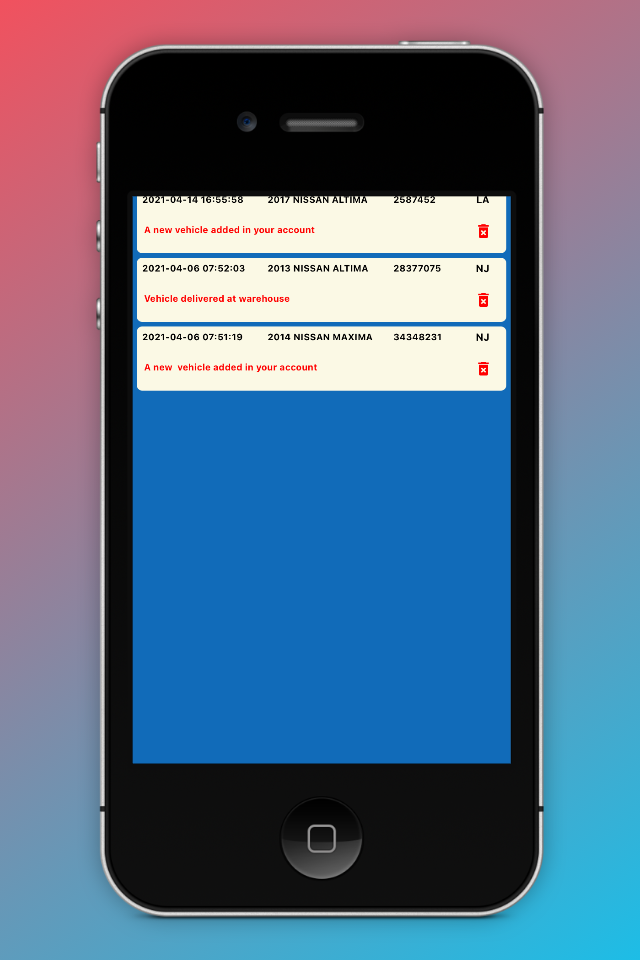 2021-04-14 16:55:58 2017 NISSAN ALTIMA 2587452 LA
A new vehicle added in your account
2021-04-06 07:52:03 2013 NISSAN ALTIMA 28377075 NJ
Vehicle delivered at warehouse
2021-04-06 07:51:19 2014 NISSAN MAXIMA 34348231 NJ
A new  vehicle added in your account